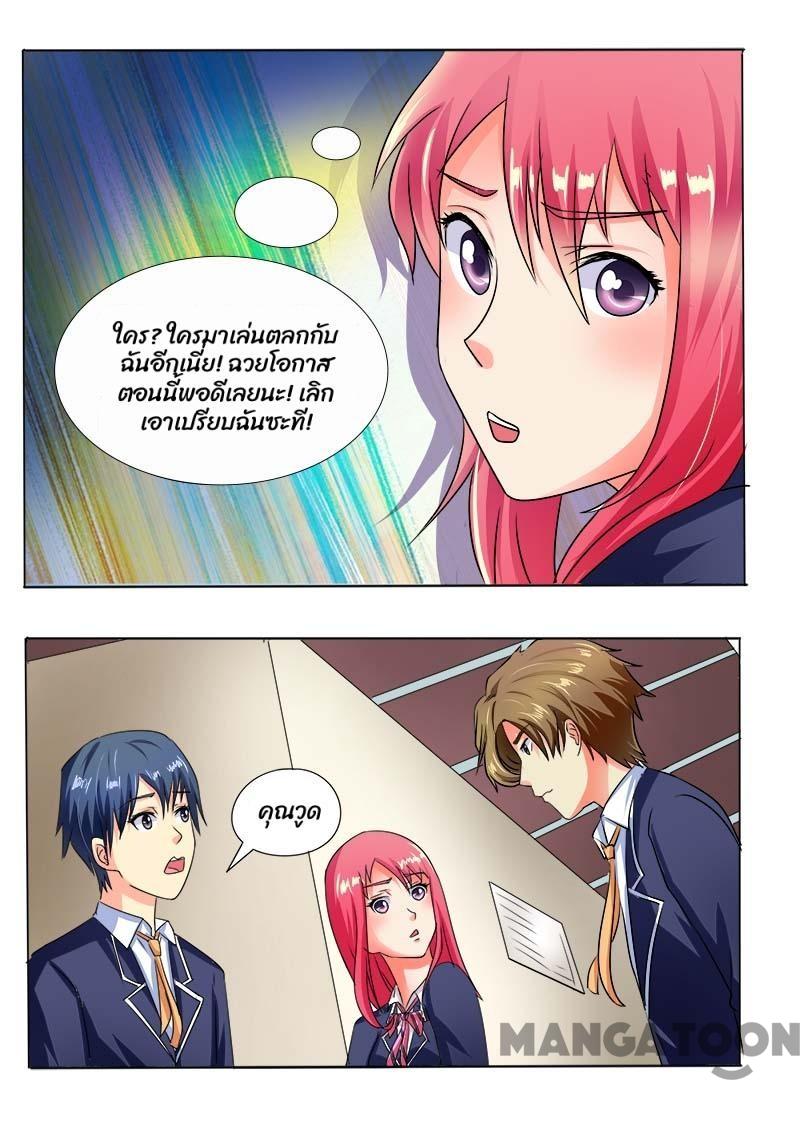 ใคร? ใครมาเล่นตลกกับ
ฉันอีกเนี่ย! ฉวยโอกาส
ตอนนี้พอดีเลยนะ! เลิก
เอาเปรียบฉันซะที!
คุณวูด
MANGATOON